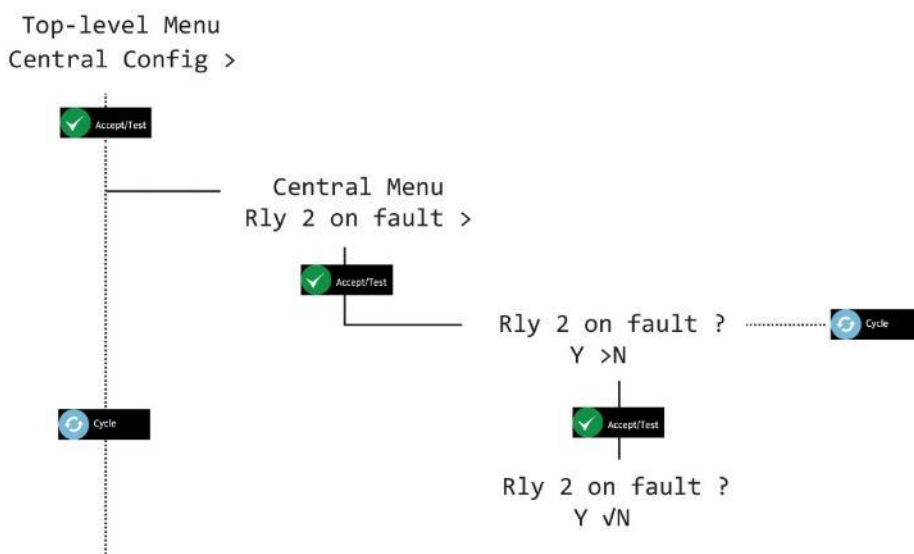 Top-level Menu
Central Config >
Accept/Test
Central Menu
Rly 2 on fault >
Accept/Test
Rly 2 on fault ?
Y >N
Cycle
Cycle
Accept/Test
Rly 2 on fault ?
Y √N